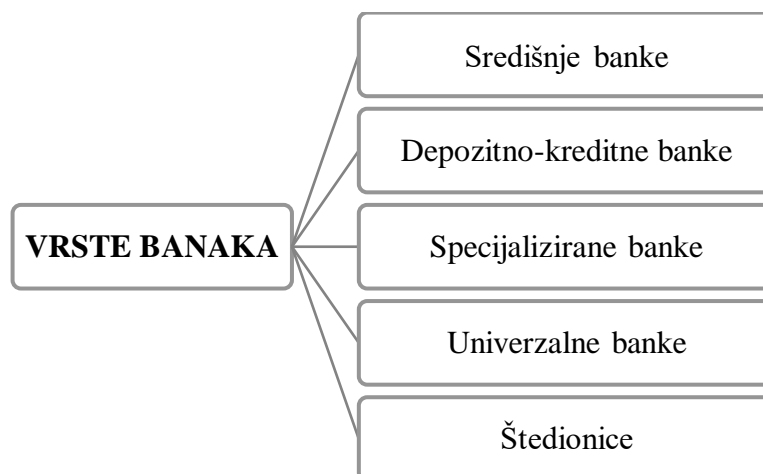 VRSTE BANAKA
Središnje banke
Depozitno-kreditne banke
Specijalizirane banke
Univerzalne banke
Štedionice